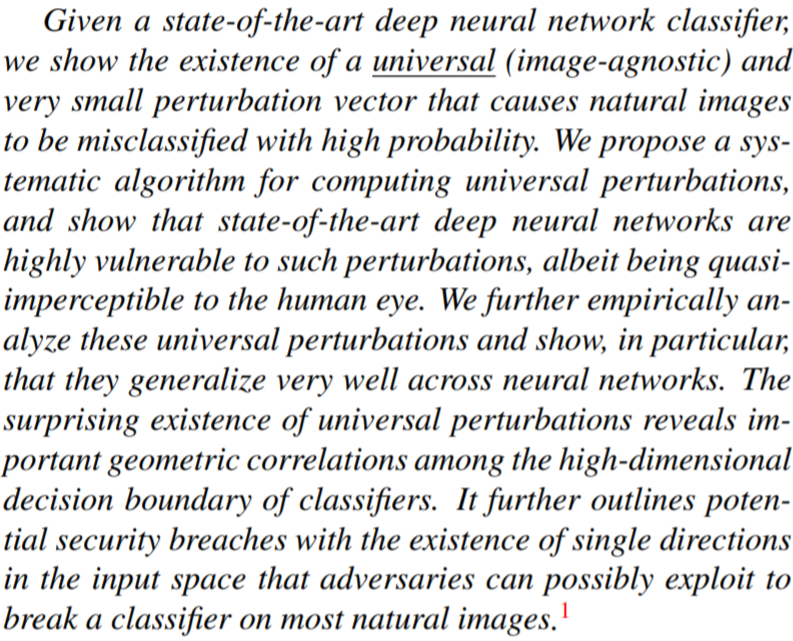 Given a state-of-the-art deep neural network classifier,
we show the existence of a universal (image-agnostic) and
very small perturbation vector that causes natural images
to be misclassified with high probability. We propose a sys-
tematic algorithm for computing universal perturbations,
and show that state-of-the-art deep neural networks are
highly vulnerable to such perturbations, albeit being quasi-
imperceptible to the human eye. We further empirically an-
alyze these universal perturbations and show, in particular,
that they generalize very well across neural networks. The
surprising existence of universal perturbations reveals im-
portant geometric correlations among the high-dimensional
decision boundary of classifiers. It further outlines poten-
tial security breaches with the existence of single directions
in the input space that adversaries can possibly exploit to
break a classifier on most natural images.1